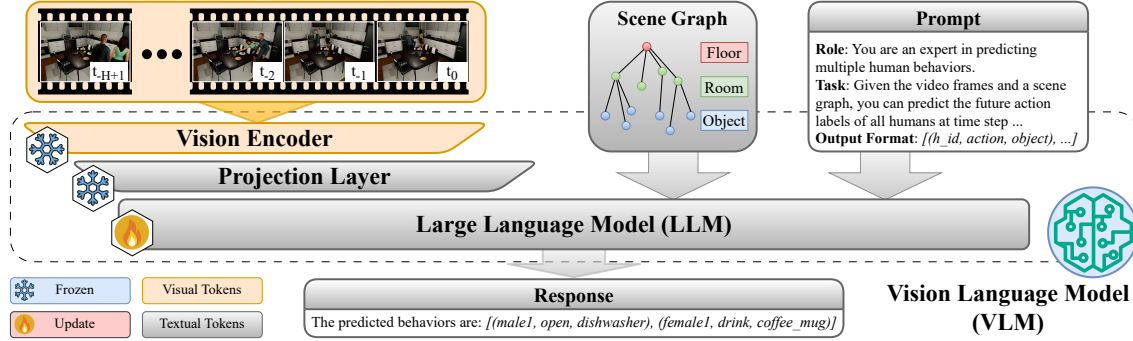 t-H+1
t-2
t-1
t0
Scene Graph
Floor
Room
Object
Prompt
Role: You are an expert in predicting
multiple human behaviors.
Task: Given the video frames and a scene
graph, you can predict the future action
labels of all humans at time step ...
Output Format: [(h_id, action, object), ...]
Vision Encoder
Projection Layer
Large Language Model (LLM)
Frozen
Visual Tokens
Update
Textual Tokens
Response
The predicted behaviors are: [(male1, open, dishwasher), (female1, drink, coffee_mug)]
Vision Language Model
(VLM)